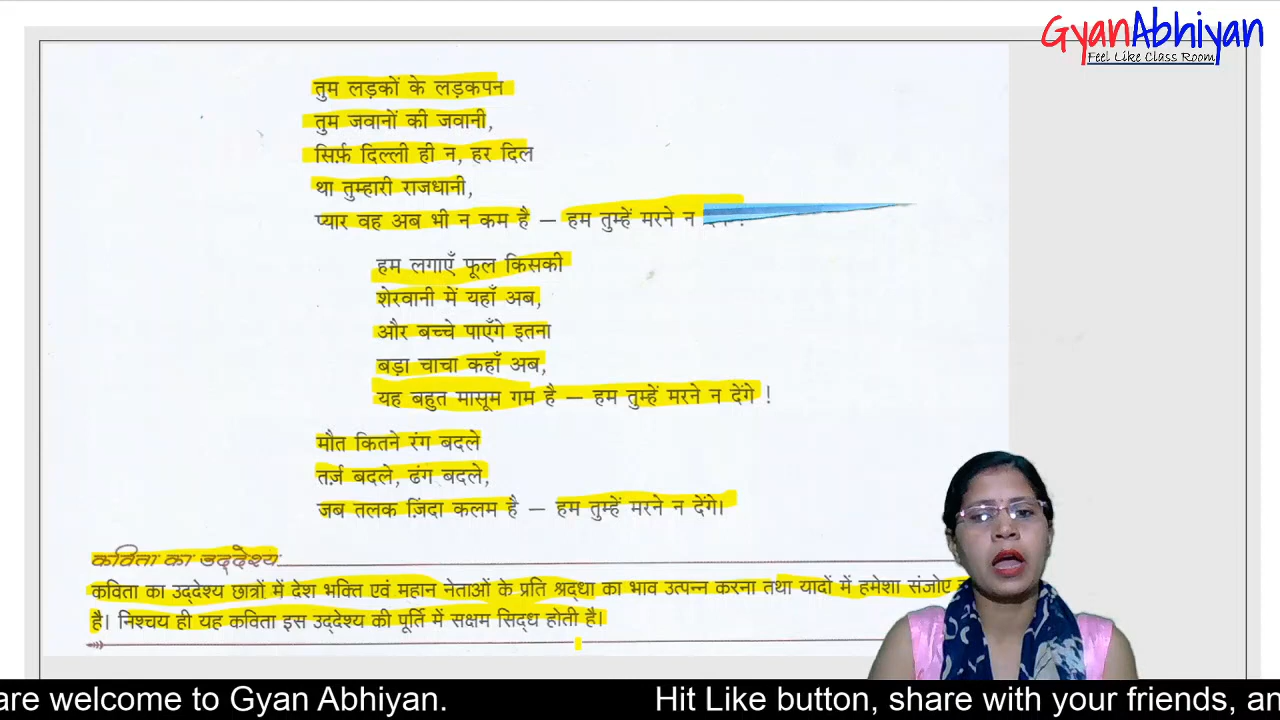 GyanAbhiyan
Feel Like Class Room
तुम लड़कों के लड़कपन
तुम जवानों की जवानी,
सिर्फ़ दिल्ली ही न, हर दिल
था तुम्हारी राजधानी,
प्यार वह अब भी न कम है – हम तुम्हें मरने न
हम लगाएँ फूल किसकी
शेरवानी में यहाँ अब,
और बच्चे पाएँगे इतना
बड़ा चाचा कहाँ अब,
यह बहुत मासूम गम है – हम तुम्हें मरने न देंगे !
मौत कितने रंग बदले
तर्ज़ बदले, ढंग बदले,
जब तलक ज़िंदा कलम है – हम तुम्हें मरने न देंगे।
कविता का उद्देश्य
कविता का उद्देश्य छात्रों में देश भक्ति एवं महान नेताओं के प्रति श्रद्धा का भाव उत्पन्न करना तथा यादों में हमेशा संजोए
है। निश्चय ही यह कविता इस उद्देश्य की पूर्ति में सक्षम सिद्ध होती है।
are welcome to Gyan Abhiyan. Hit Like button, share with your friends, an